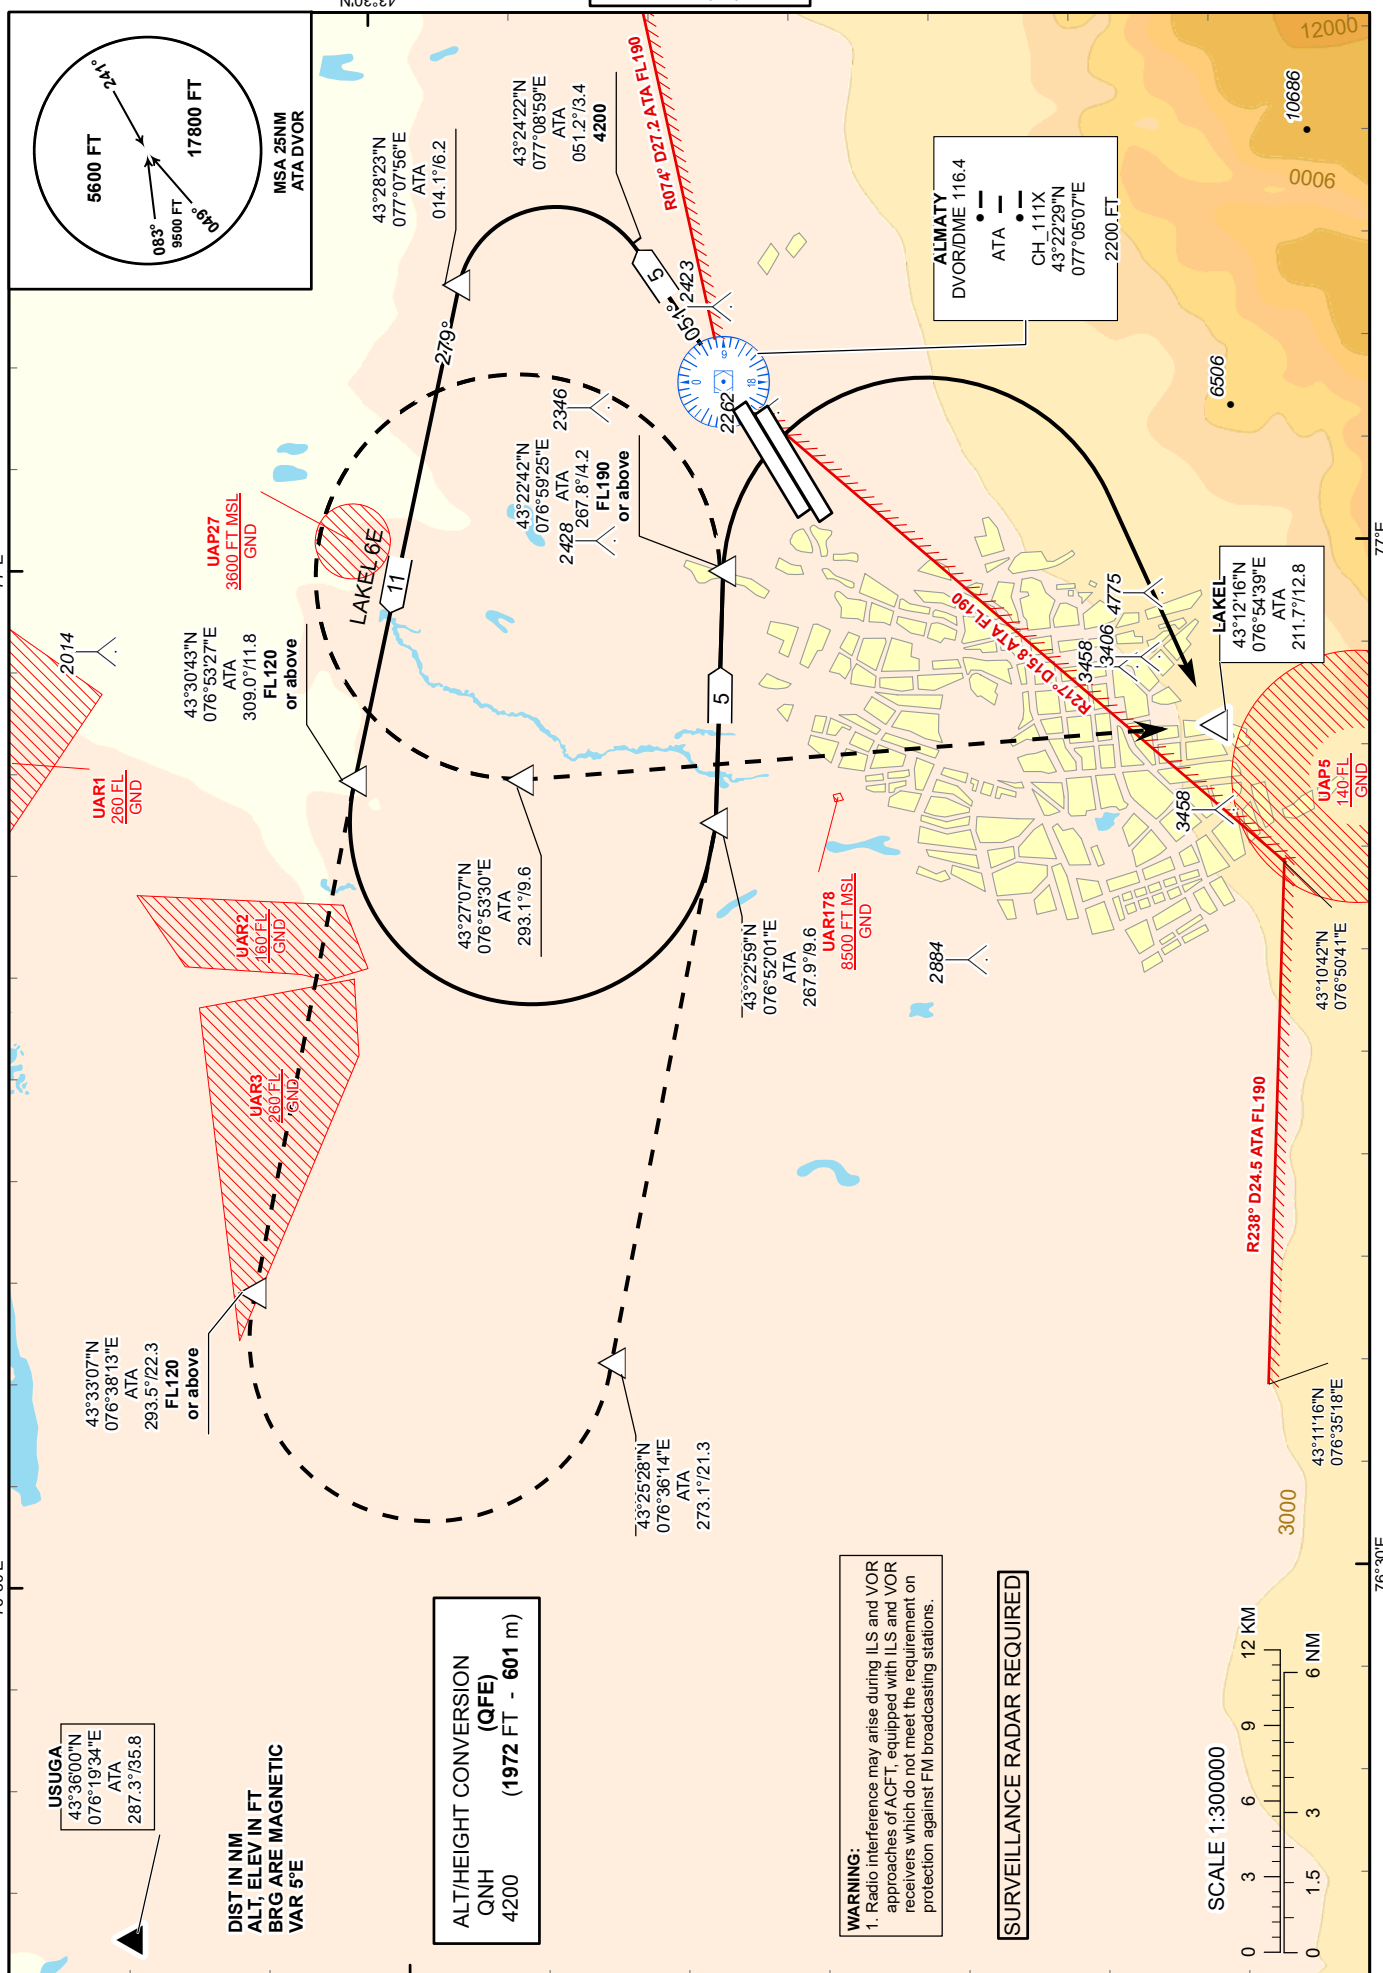 43°30'N
5600 FT
17800 FT
241°
083°
9500 FT
049°
MSA 25NM
ATA DVOR
43°28'23"N
077°07'56"E
ATA
014.1°/6.2
43°24'22"N
077°08'59"E
ATA
051.2°/3.4
4200
R074° D27.2 ATA FL190
12000
10686
9000
6506
ALMATY
DVOR/DME 116.4
ATA
CH_111X
43°22'29"N
077°05'07"E
2200 FT
279°
5
051°
2423
0
9
18
2262
2346
43°22'42"N
076°59'25"E
ATA
267.8°/4.2
FL190
or above
2428
UAP27
3600 FT MSL
GND
LAKEL 6E
11
77°E
2014
43°30'43"N
076°53'27"E
ATA
309.0°/11.8
FL120
or above
UAR1
260 FL
GND
5
R217° D15.8 ATA FL190
4775
3406
3458
3458
LAKEL
43°12'16"N
076°54'39"E
ATA
211.7°/12.8
UAP5
140 FL
GND
43°27'07"N
076°53'30"E
ATA
293.1°/9.6
UAR2
160 FL
GND
UAR3
260 FL
GND
43°22'59"N
076°52'01"E
ATA
267.9°/9.6
UAR178
8500 FT MSL
GND
2884
43°10'42"N
076°50'41"E
R238° D24.5 ATA FL190
43°33'07"N
076°38'13"E
ATA
293.5°/22.3
FL120
or above
43°25'28"N
076°36'14"E
ATA
273.1°/21.3
43°11'16"N
076°35'18"E
3000
76°30'E
USUGA
43°36'00"N
076°19'34"E
ATA
287.3°/35.8
DIST IN NM
ALT, ELEV IN FT
BRG ARE MAGNETIC
VAR 5°E
ALT/HEIGHT CONVERSION
QNH (QFE)
4200 (1972 FT - 601 m)
WARNING:
1. Radio interference may arise during ILS and VOR
approaches of ACFT, equipped with ILS and VOR
receivers which do not meet the requirement on
protection against FM broadcasting stations.
SURVEILLANCE RADAR REQUIRED
SCALE 1:300000
0 3 6 9 12 KM
0 1.5 3 6 NM